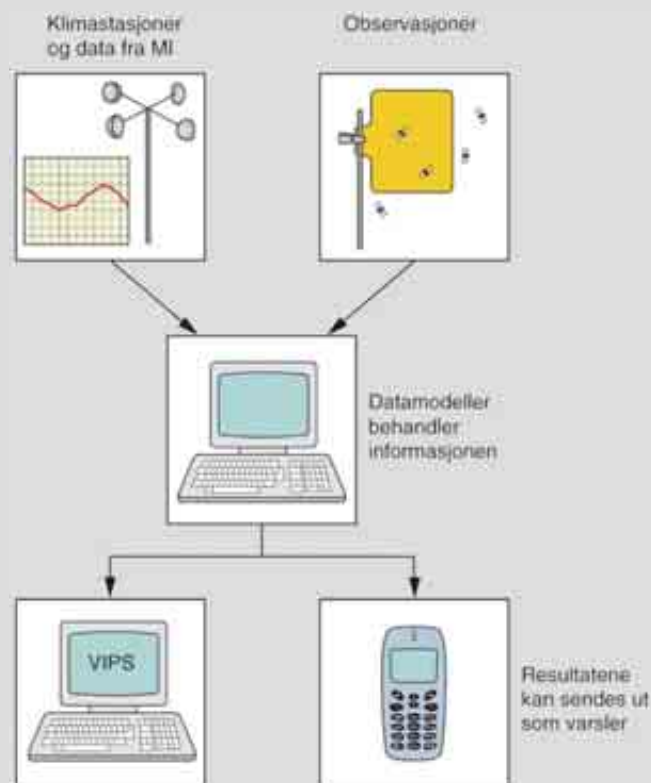 Klimastasjoner
og data fra MI
Observasjoner
Datamodeller
behandler
informasjonen
VIPS
Resultatene
kan sendes ut
som varsler